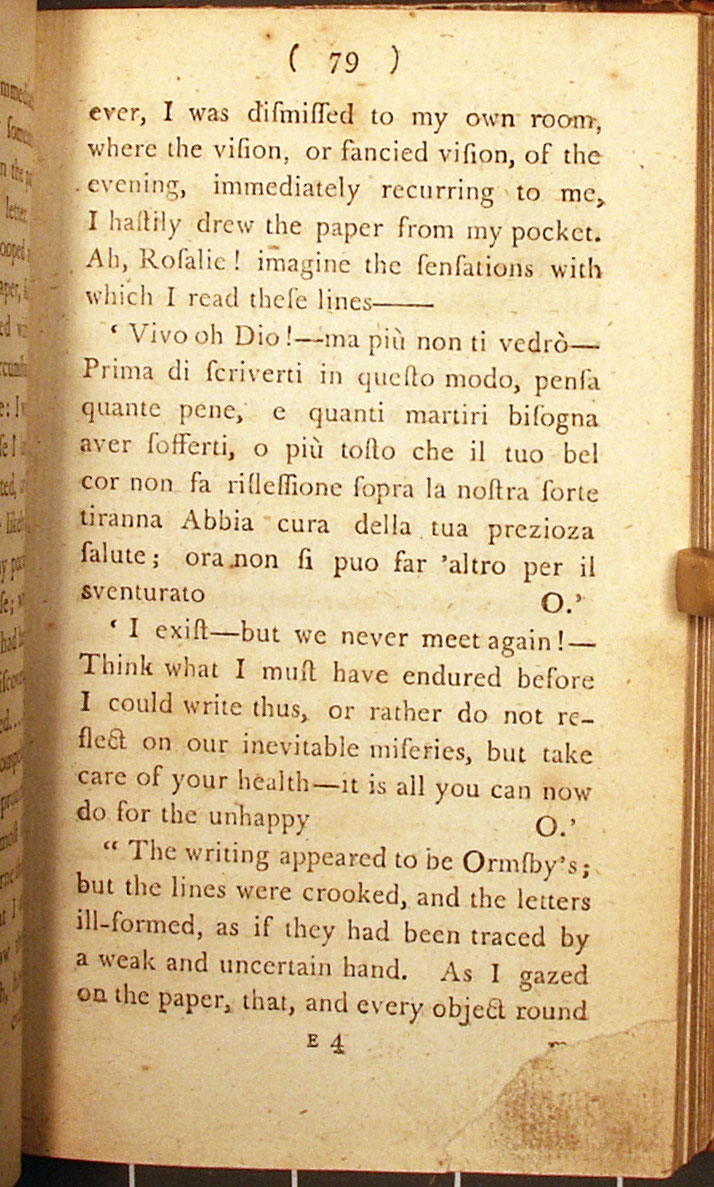 ( 79 )
ever, I was diſmiſſed to my own room,
where the viſion, or fancied viſion, of the
evening, immediately recurring to me,
I haſtily drew the paper from my pocket.
Ah, Roſalie! imagine the ſenſations with
which I read theſe lines——
‘ Vivo oh Dio!—ma più non ti vedrò—
Prima di ſcriverti in queſto modo, penſa
quante pene, e quanti martiri biſogna
aver ſofferti, o più toſto che il tuo bel
cor non fa rifleſſione ſopra la noſtra ſorte
tiranna Abbia cura della tua prezioza
ſalute; ora non ſi puo far ’altro per il
sventurato O.’
‘ I exiſt—but we never meet again!—
Think what I muſt have endured before
I could write thus, or rather do not re-
flect on our inevitable miſeries, but take
care of your health—it is all you can now
do for the unhappy O.’
“ The writing appeared to be Ormſby’s;
but the lines were crooked, and the letters
ill-formed, as if they had been traced by
a weak and uncertain hand. As I gazed
on the paper, that, and every object round
E 4